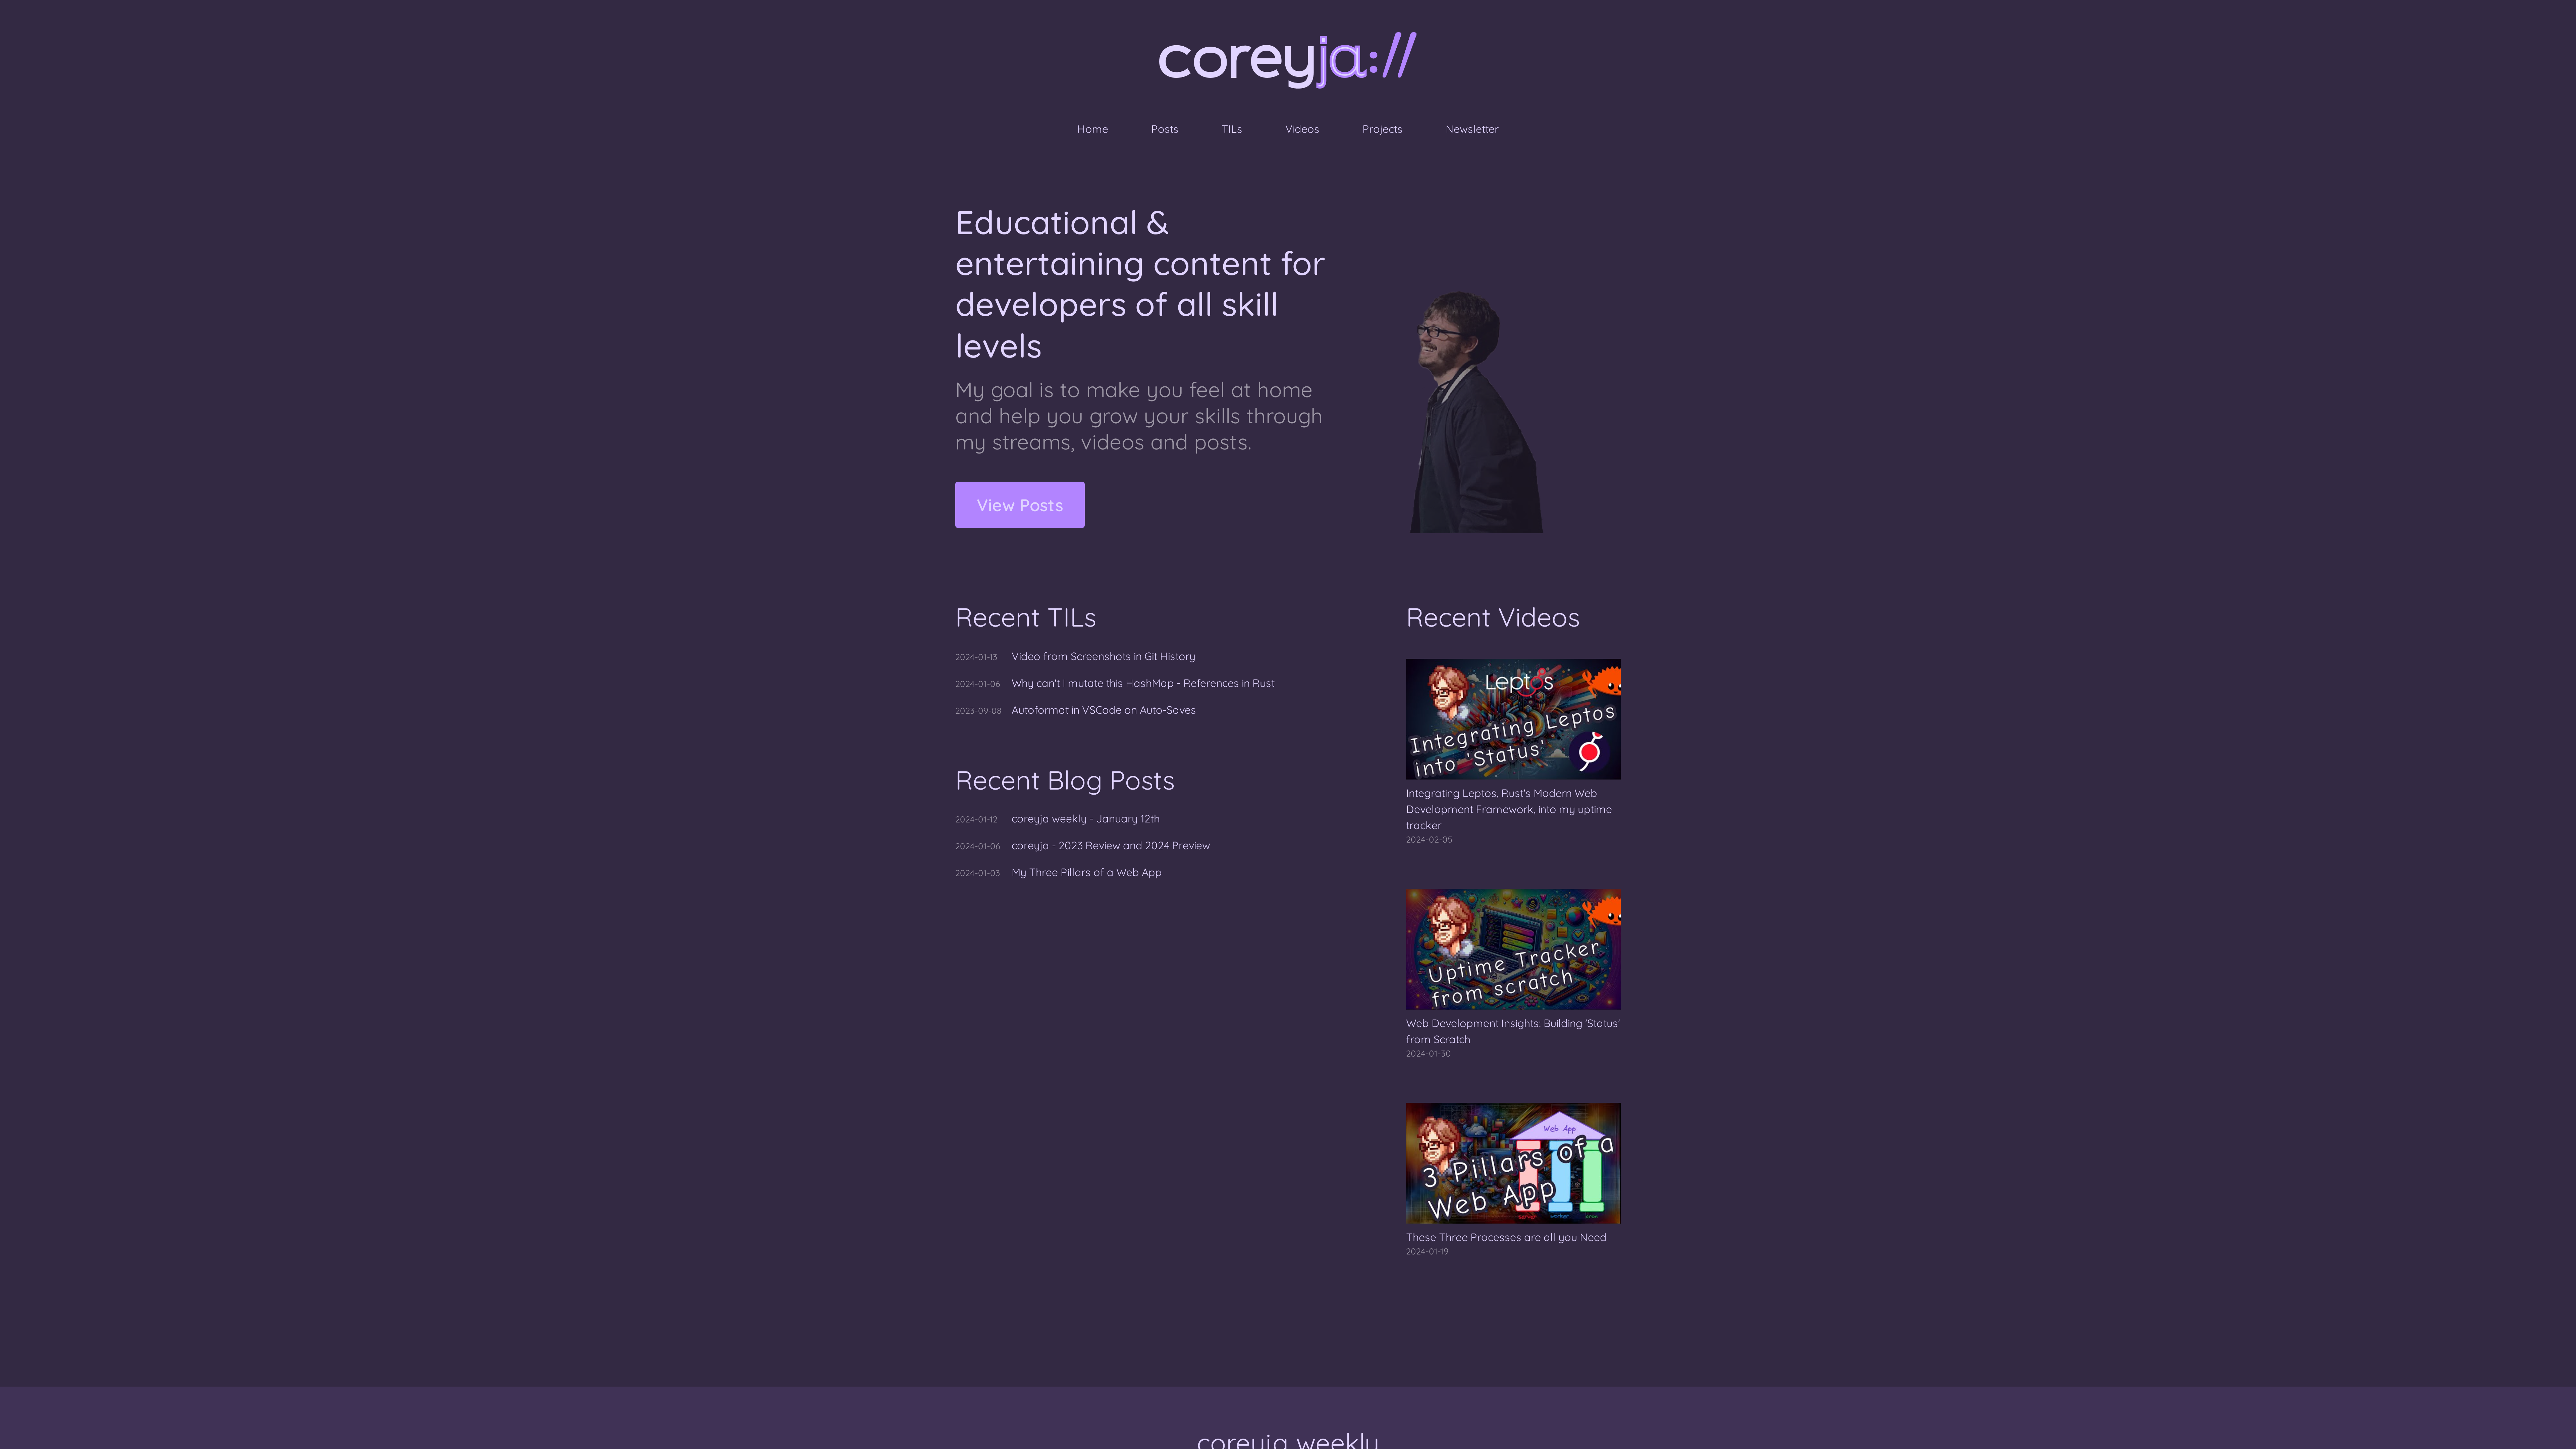 coreyja://
Home Posts TILs Videos Projects Newsletter
Educational &
entertaining content for
developers of all skill
levels
My goal is to make you feel at home
and help you grow your skills through
my streams, videos and posts.
View Posts
Recent TILs
2024-01-13 Video from Screenshots in Git History
2024-01-06 Why can't I mutate this HashMap - References in Rust
2023-09-08 Autoformat in VSCode on Auto-Saves
Recent Blog Posts
2024-01-12 coreyja weekly - January 12th
2024-01-06 coreyja - 2023 Review and 2024 Preview
2024-01-03 My Three Pillars of a Web App
Recent Videos
Leptos
Integrating Leptos
into 'Status'
Integrating Leptos, Rust's Modern Web
Development Framework, into my uptime
tracker
2024-02-05
Uptime Tracker
from scratch
Web Development Insights: Building 'Status'
from Scratch
2024-01-30
Web App
3 Pillars of a
Web App
server worker cron
These Three Processes are all you Need
2024-01-19
coreyja weekly